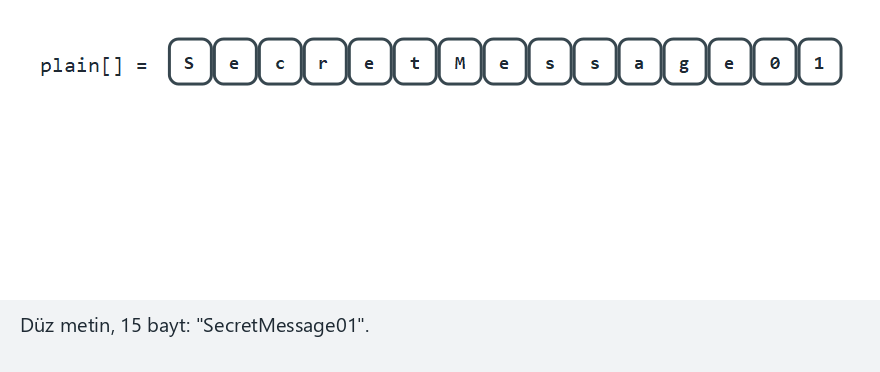 plain[] = S e c r e t M e s s a g e 0 1
Düz metin, 15 bayt: "SecretMessage01".